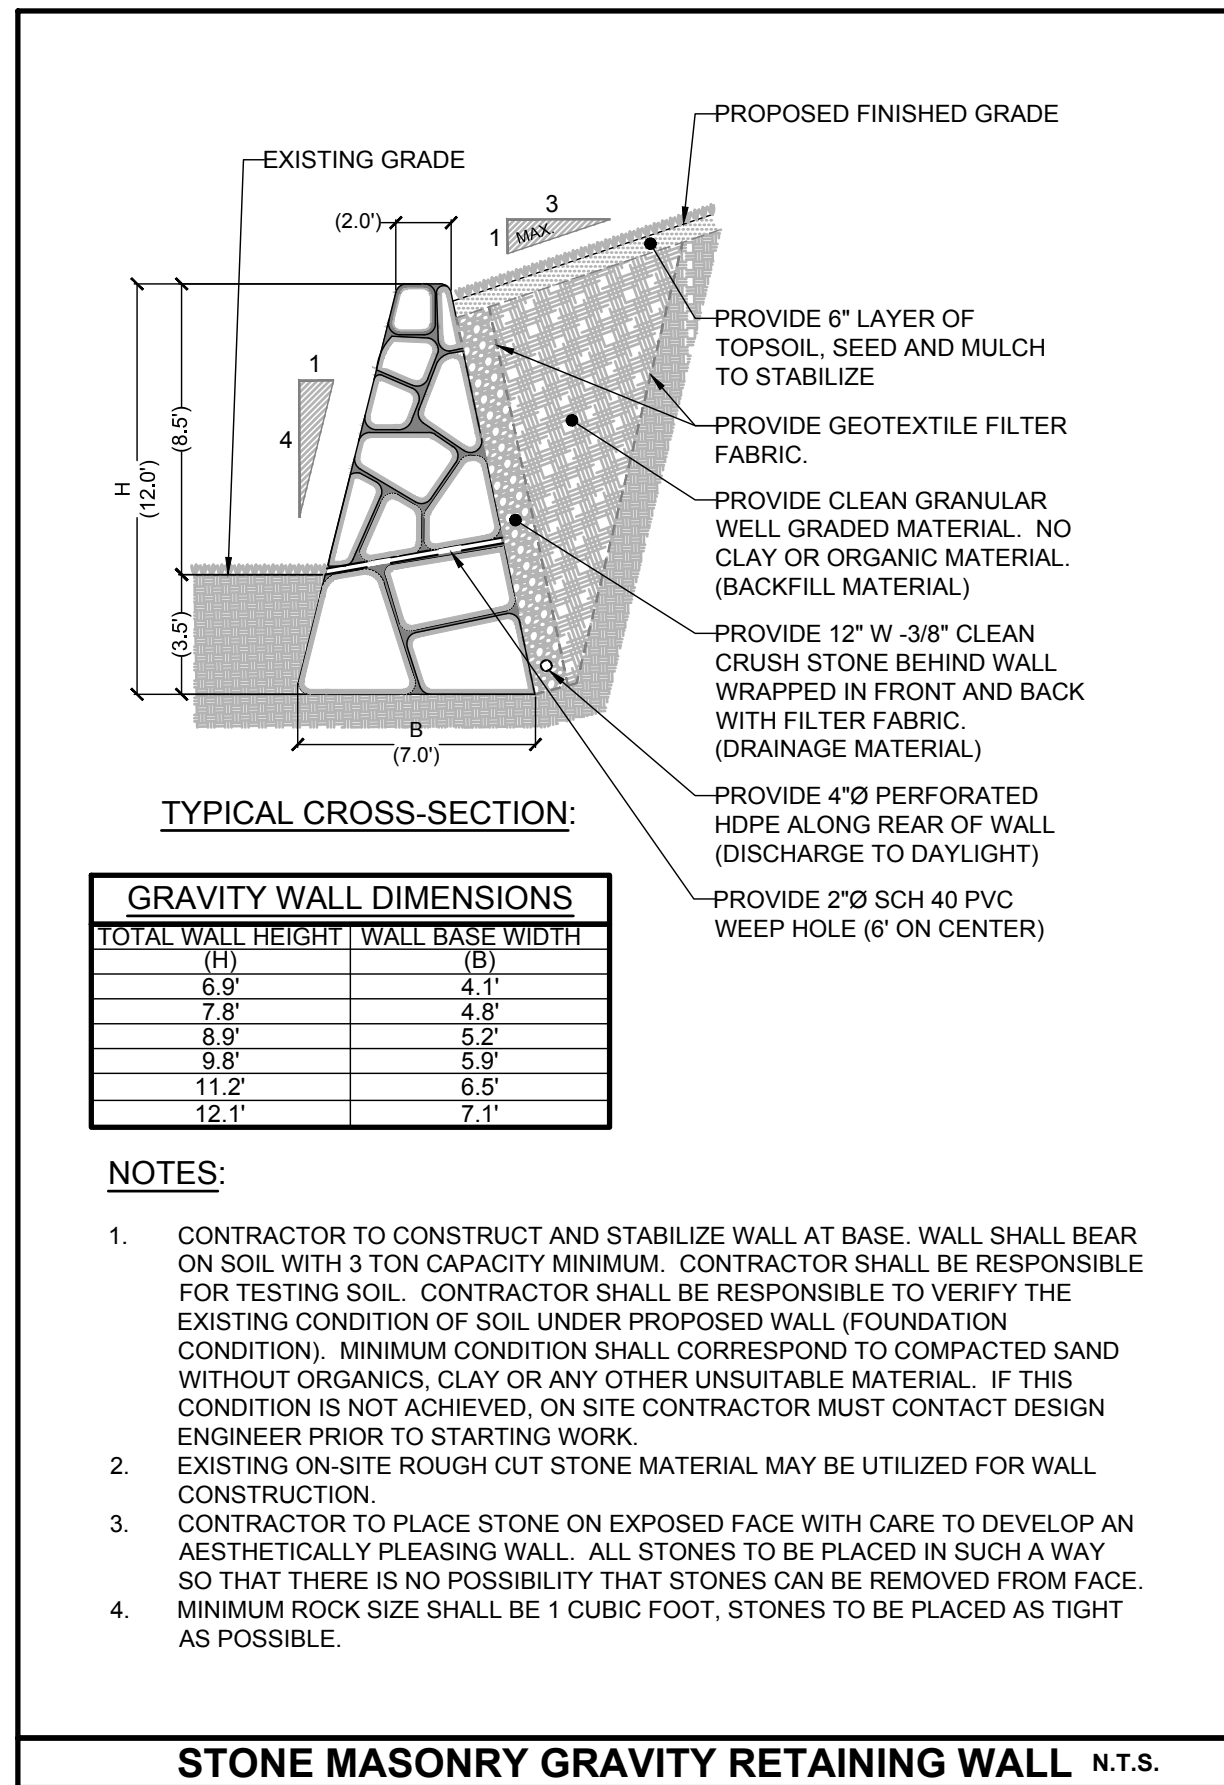 PROPOSED FINISHED GRADE
EXISTING GRADE
(2.0')
3
1
MAX.
PROVIDE 6" LAYER OF
TOPSOIL, SEED AND MULCH
TO STABILIZE
1
4
H
(12.0')
(8.5')
(3.5')
PROVIDE GEOTEXTILE FILTER
FABRIC.
PROVIDE CLEAN GRANULAR
WELL GRADED MATERIAL. NO
CLAY OR ORGANIC MATERIAL.
(BACKFILL MATERIAL)
PROVIDE 12" W -3/8" CLEAN
CRUSH STONE BEHIND WALL
WRAPPED IN FRONT AND BACK
WITH FILTER FABRIC.
(DRAINAGE MATERIAL)
B
(7.0')
PROVIDE 4"Ø PERFORATED
HDPE ALONG REAR OF WALL
(DISCHARGE TO DAYLIGHT)
PROVIDE 2"Ø SCH 40 PVC
WEEP HOLE (6' ON CENTER)
TYPICAL CROSS-SECTION:
GRAVITY WALL DIMENSIONS
TOTAL WALL HEIGHT WALL BASE WIDTH
(H) (B)
6.9' 4.1'
7.8' 4.8'
8.9' 5.2'
9.8' 5.9'
11.2' 6.5'
12.1' 7.1'
NOTES:
1. CONTRACTOR TO CONSTRUCT AND STABILIZE WALL AT BASE. WALL SHALL BEAR
ON SOIL WITH 3 TON CAPACITY MINIMUM. CONTRACTOR SHALL BE RESPONSIBLE
FOR TESTING SOIL. CONTRACTOR SHALL BE RESPONSIBLE TO VERIFY THE
EXISTING CONDITION OF SOIL UNDER PROPOSED WALL (FOUNDATION
CONDITION). MINIMUM CONDITION SHALL CORRESPOND TO COMPACTED SAND
WITHOUT ORGANICS, CLAY OR ANY OTHER UNSUITABLE MATERIAL. IF THIS
CONDITION IS NOT ACHIEVED, ON SITE CONTRACTOR MUST CONTACT DESIGN
ENGINEER PRIOR TO STARTING WORK.
2. EXISTING ON-SITE ROUGH CUT STONE MATERIAL MAY BE UTILIZED FOR WALL
CONSTRUCTION.
3. CONTRACTOR TO PLACE STONE ON EXPOSED FACE WITH CARE TO DEVELOP AN
AESTHETICALLY PLEASING WALL. ALL STONES TO BE PLACED IN SUCH A WAY
SO THAT THERE IS NO POSSIBILITY THAT STONES CAN BE REMOVED FROM FACE.
4. MINIMUM ROCK SIZE SHALL BE 1 CUBIC FOOT, STONES TO BE PLACED AS TIGHT
AS POSSIBLE.
STONE MASONRY GRAVITY RETAINING WALL N.T.S.